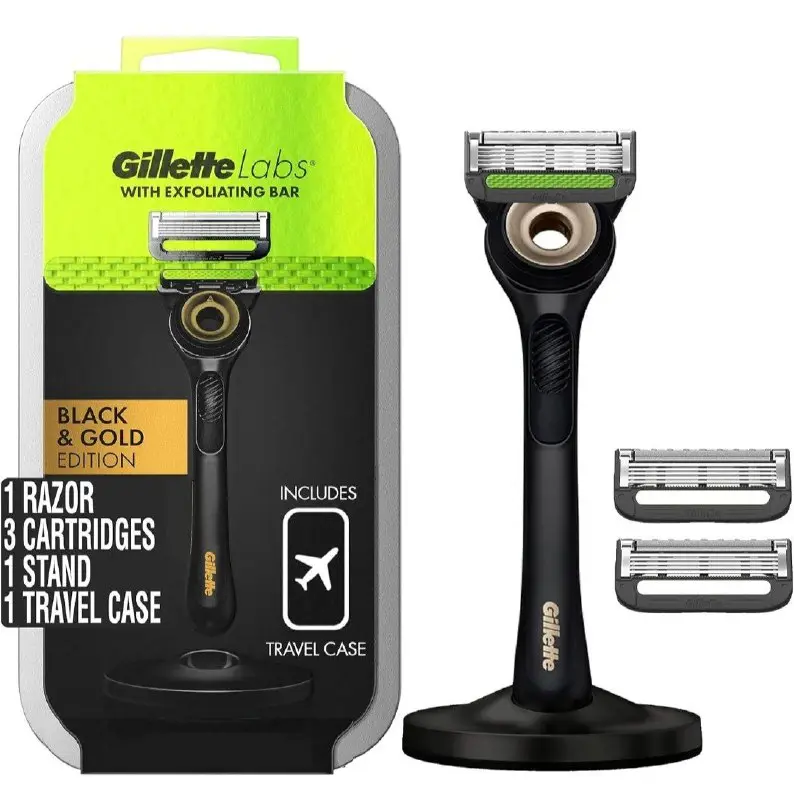 GilletteLabs®
WITH EXFOLIATING BAR
BLACK
& GOLD
EDITION
1 RAZOR
3 CARTRIDGES
1 STAND
1 TRAVEL CASE
INCLUDES
TRAVEL CASE
Gillette
Gillette